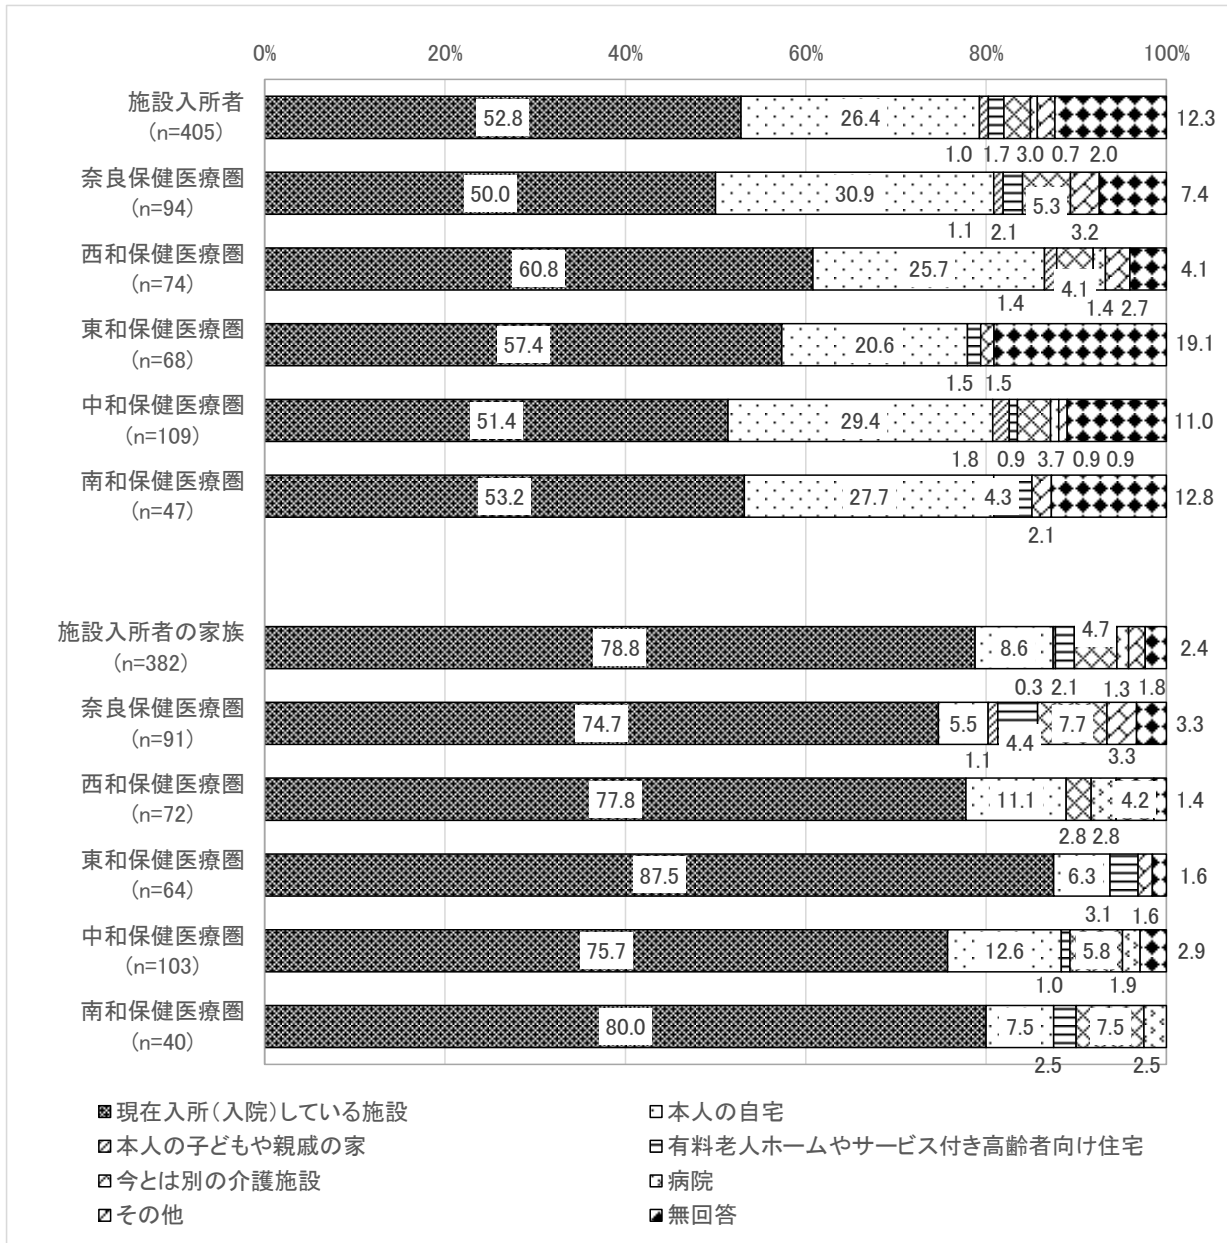 0% 20% 40% 60% 80% 100%
施設入所者
(n=405)
52.8 26.4 12.3
1.0 1.7 3.0 0.7 2.0
奈良保健医療圏
(n=94)
50.0 30.9 5.3 7.4
1.1 2.1 3.2
西和保健医療圏
(n=74)
60.8 25.7 4.1 4.1
1.4 1.4 2.7
東和保健医療圏
(n=68)
57.4 20.6 19.1
1.5 1.5
中和保健医療圏
(n=109)
51.4 29.4 11.0
1.8 0.9 3.7 0.9 0.9
南和保健医療圏
(n=47)
53.2 27.7 4.3 12.8
2.1
施設入所者の家族
(n=382)
78.8 8.6 4.7 2.4
0.3 2.1 1.3 1.8
奈良保健医療圏
(n=91)
74.7 5.5 4.4 7.7 3.3
1.1 3.3
西和保健医療圏
(n=72)
77.8 11.1 4.2 1.4
2.8 2.8
東和保健医療圏
(n=64)
87.5 6.3 1.6
3.1 1.6
中和保健医療圏
(n=103)
75.7 12.6 5.8 2.9
1.0 1.9
南和保健医療圏
(n=40)
80.0 7.5 7.5
2.5 2.5
現在入所(入院)している施設
本人の自宅
本人の子どもや親戚の家
有料老人ホームやサービス付き高齢者向け住宅
今とは別の介護施設
病院
その他
無回答